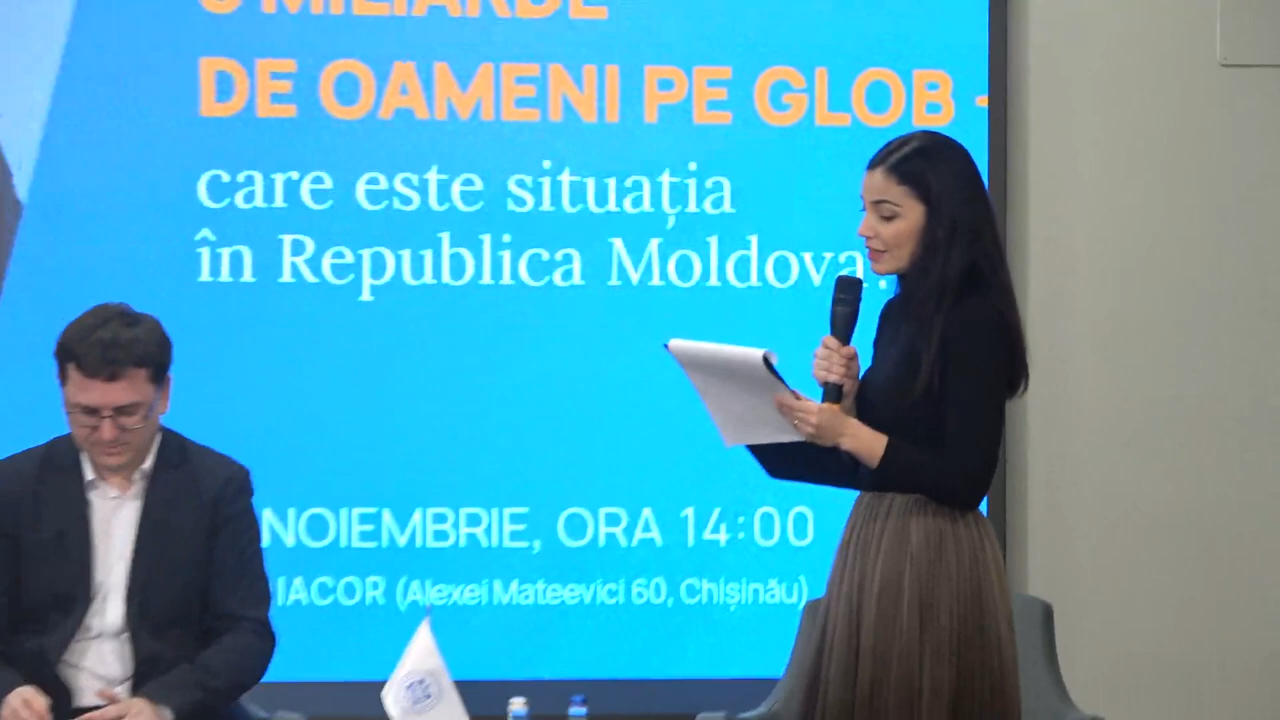 MILIARDE
DE OAMENI PE GLOB -
care este situația
în Republica Moldova?
NOIEMBRIE, ORA 14:00
IACOR (Alexei Mateevici 60, Chișinău)